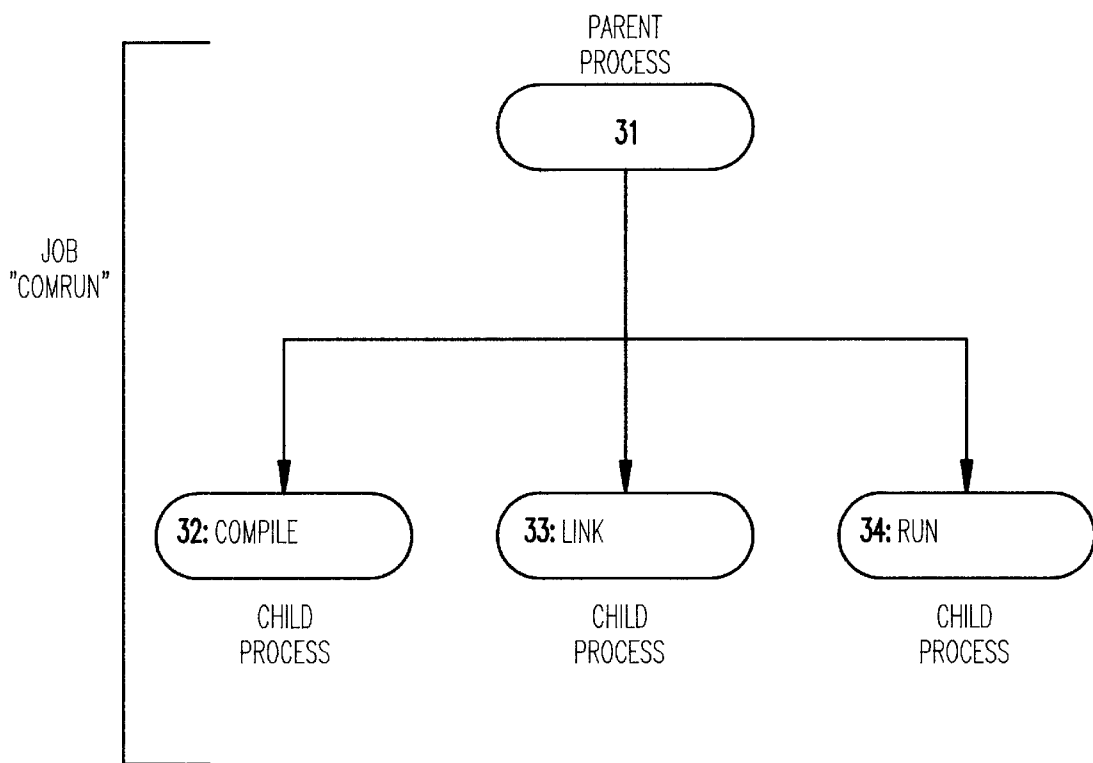 PARENT
PROCESS
31
JOB
"COMRUN"
32: COMPILE
33: LINK
34: RUN
CHILD
PROCESS
CHILD
PROCESS
CHILD
PROCESS